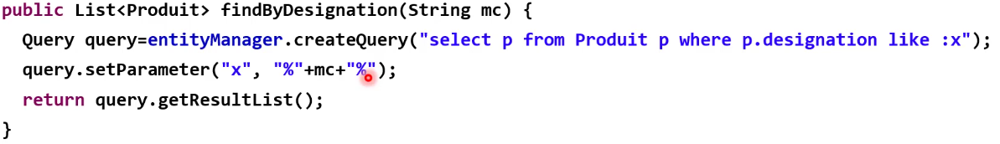 public List<Produit> findByDesignation(String mc) {
  Query query=entityManager.createQuery("select p from Produit p where p.designation like :x");
  query.setParameter("x", "%"+mc+"%");
  return query.getResultList();
}